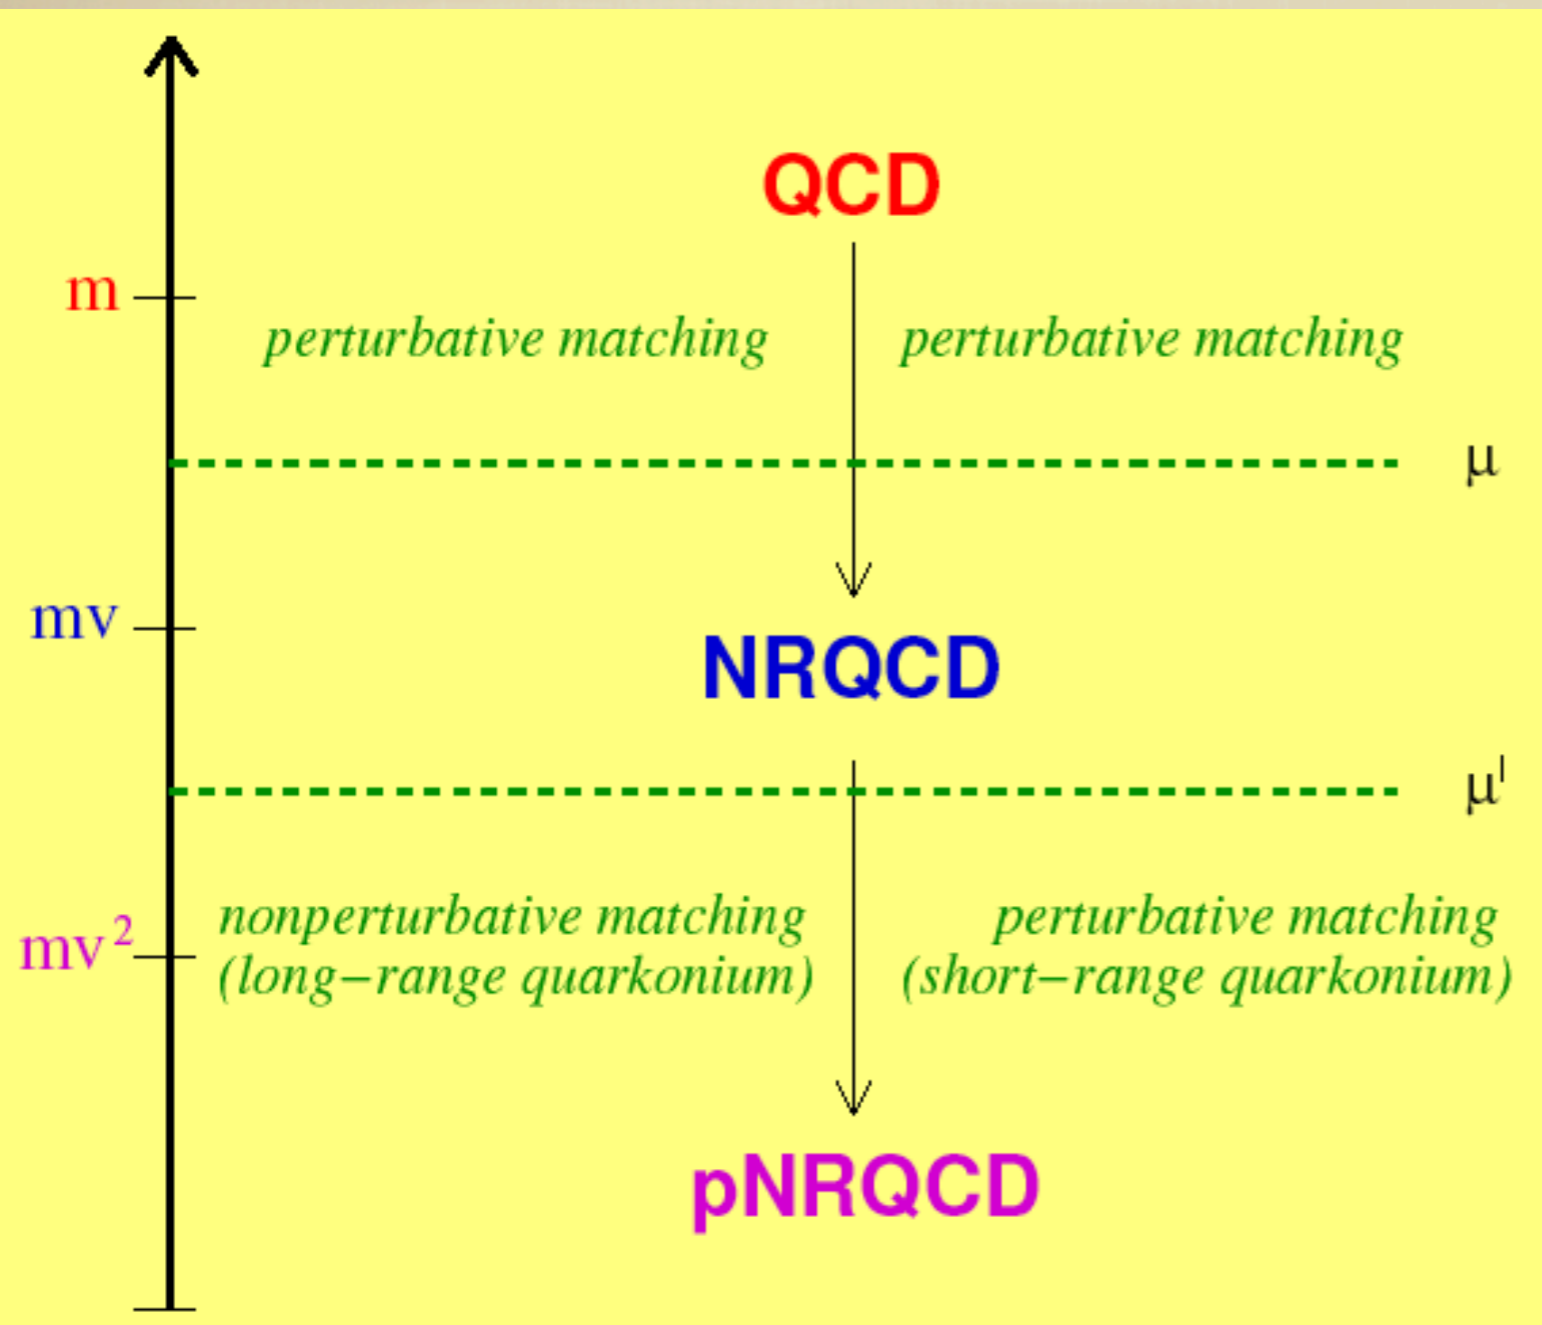 QCD
m
perturbative matching perturbative matching
μ
mv
NRQCD
μ'
nonperturbative matching perturbative matching
mv²
(long−range quarkonium) (short−range quarkonium)
pNRQCD